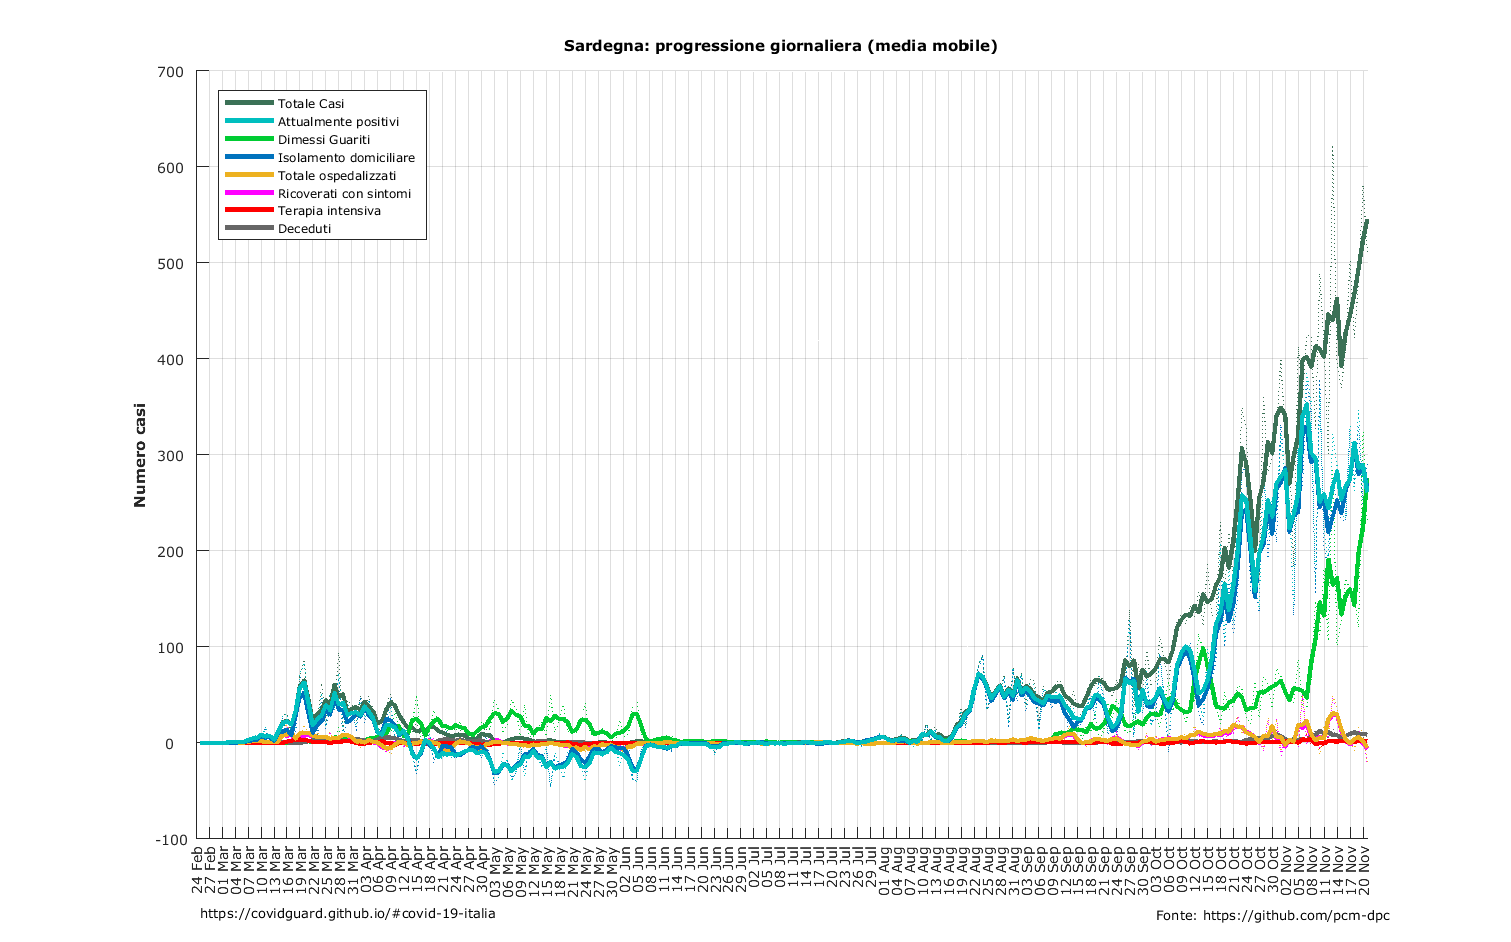 Sardegna: progressione giornaliera (media mobile)
700
600
500
400
300
200
100
0
-100
Numero casi
Totale Casi
Attualmente positivi
Dimessi Guariti
Isolamento domiciliare
Totale ospedalizzati
Ricoverati con sintomi
Terapia intensiva
Deceduti
24 Feb
27 Feb
01 Mar
04 Mar
07 Mar
10 Mar
13 Mar
16 Mar
19 Mar
22 Mar
25 Mar
28 Mar
31 Mar
03 Apr
06 Apr
09 Apr
12 Apr
15 Apr
18 Apr
21 Apr
24 Apr
27 Apr
30 Apr
03 May
06 May
09 May
12 May
15 May
18 May
21 May
24 May
27 May
30 May
02 Jun
05 Jun
08 Jun
11 Jun
14 Jun
17 Jun
20 Jun
23 Jun
26 Jun
29 Jun
02 Jul
05 Jul
08 Jul
11 Jul
14 Jul
17 Jul
20 Jul
23 Jul
26 Jul
29 Jul
01 Aug
04 Aug
07 Aug
10 Aug
13 Aug
16 Aug
19 Aug
22 Aug
25 Aug
28 Aug
31 Aug
03 Sep
06 Sep
09 Sep
12 Sep
15 Sep
18 Sep
21 Sep
24 Sep
27 Sep
30 Sep
03 Oct
06 Oct
09 Oct
12 Oct
15 Oct
18 Oct
21 Oct
24 Oct
27 Oct
30 Oct
02 Nov
05 Nov
08 Nov
11 Nov
14 Nov
17 Nov
20 Nov
https://covidguard.github.io/#covid-19-italia
Fonte: https://github.com/pcm-dpc